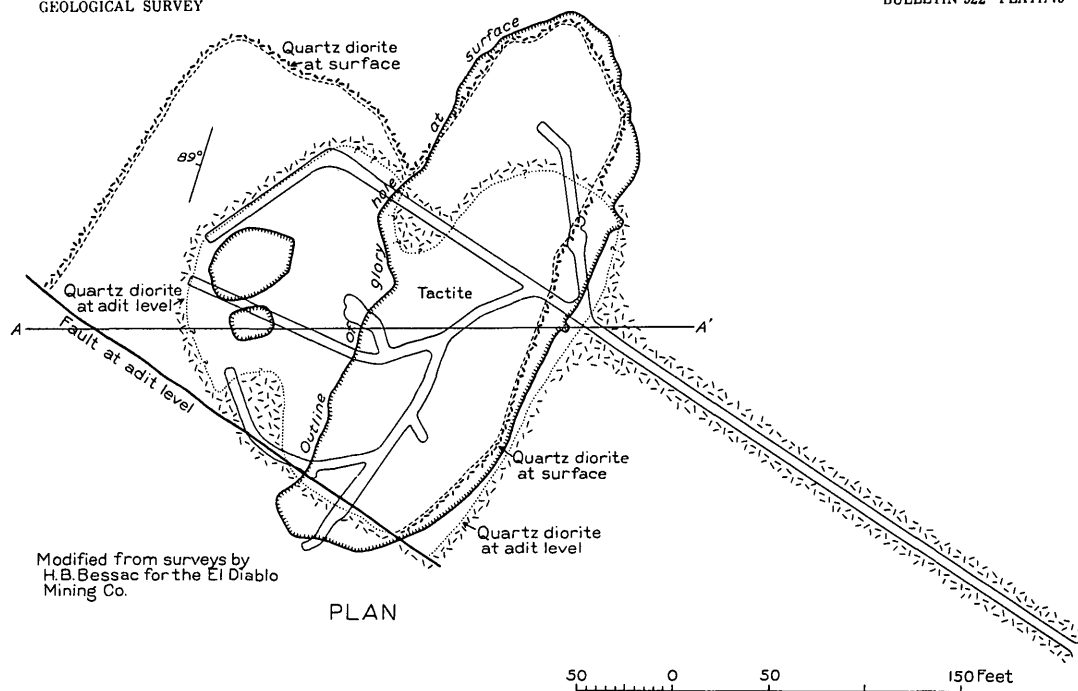 GEOLOGICAL SURVEY
Quartz diorite
at surface
Outline of glory hole at surface
89°
Quartz diorite
at adit level
Tactite
A
A'
Fault at adit level
Quartz diorite
at surface
Quartz diorite
at adit level
Modified from surveys by
H.B.Bessac for the El Diablo
Mining Co.
PLAN
50 0 50 150 Feet